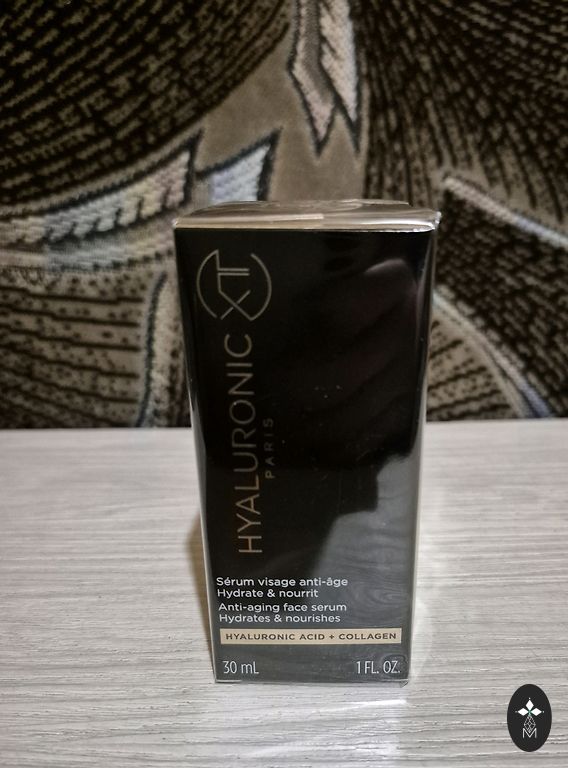 HYALURONIC XT
PARIS
Sérum visage anti-âge
Hydrate & nourrit
Anti-aging face serum
Hydrates & nourishes
HYALURONIC ACID + COLLAGEN
30 mL 1 FL. OZ.
M